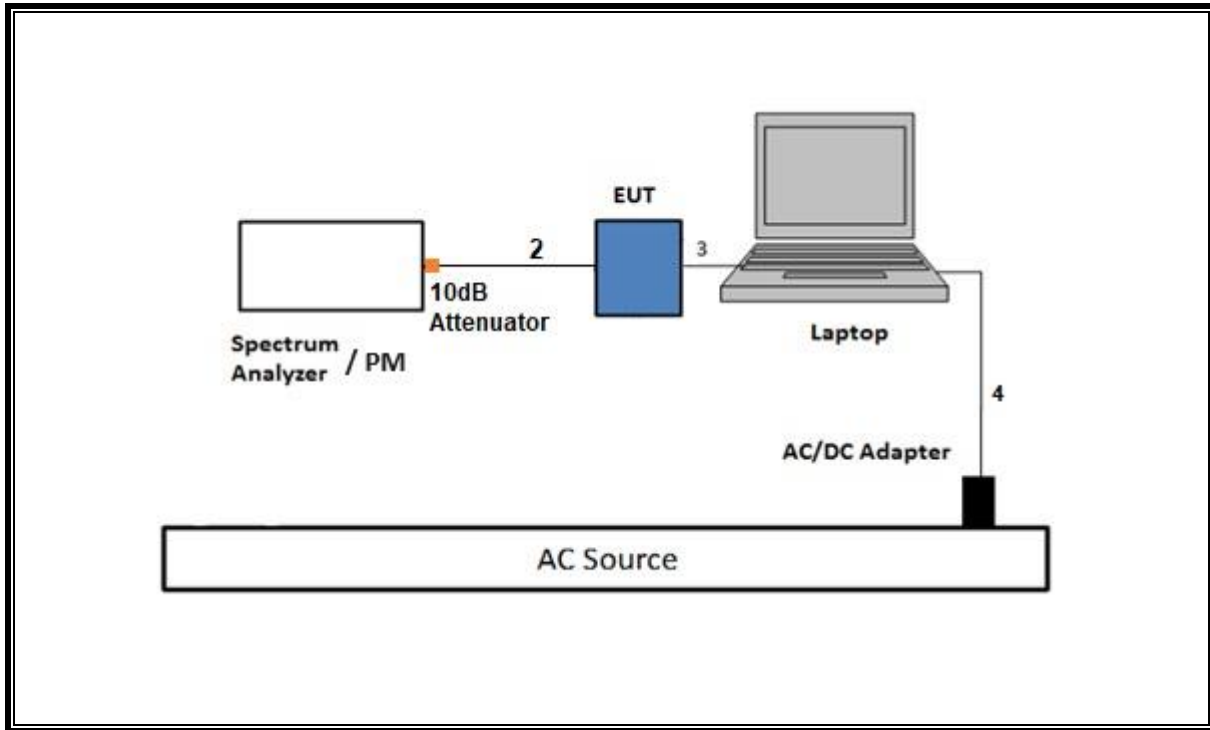 EUT
2
3
10dB
Attenuator
Spectrum
Analyzer / PM
Laptop
4
AC/DC Adapter
AC Source